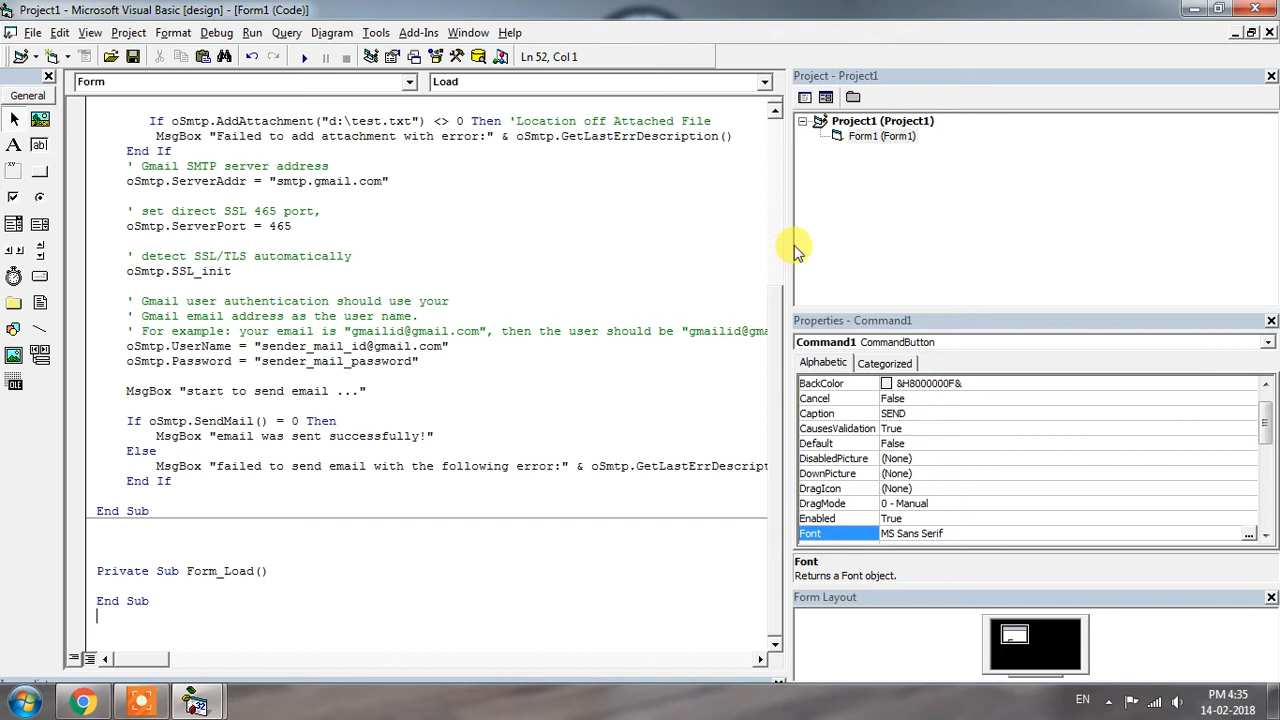 Project1 - Microsoft Visual Basic [design] - [Form1 (Code)]
File Edit View Project Format Debug Run Query Diagram Tools Add-Ins Window Help
Ln 52, Col 1
General
Form
Load
If oSmtp.AddAttachment("d:\test.txt") <> 0 Then 'Location off Attached File
MsgBox "Failed to add attachment with error:" & oSmtp.GetLastErrDescription()
End If
' Gmail SMTP server address
oSmtp.ServerAddr = "smtp.gmail.com"
' set direct SSL 465 port,
oSmtp.ServerPort = 465
' detect SSL/TLS automatically
oSmtp.SSL_init
' Gmail user authentication should use your
' Gmail email address as the user name.
' For example: your email is "gmailid@gmail.com", then the user should be "gmailid@gma
oSmtp.UserName = "sender_mail_id@gmail.com"
oSmtp.Password = "sender_mail_password"
MsgBox "start to send email ..."
If oSmtp.SendMail() = 0 Then
MsgBox "email was sent successfully!"
Else
MsgBox "failed to send email with the following error:" & oSmtp.GetLastErrDescript
End If
End Sub
Private Sub Form_Load()
End Sub
Project - Project1
Project1 (Project1)
Form1 (Form1)
Properties - Command1
Command1 CommandButton
Alphabetic Categorized
BackColor &H8000000F&
Cancel False
Caption SEND
CausesValidation True
Default False
DisabledPicture (None)
DownPicture (None)
DragIcon (None)
DragMode 0 - Manual
Enabled True
Font MS Sans Serif ...
Font
Returns a Font object.
Form Layout
EN
PM 4:35
14-02-2018